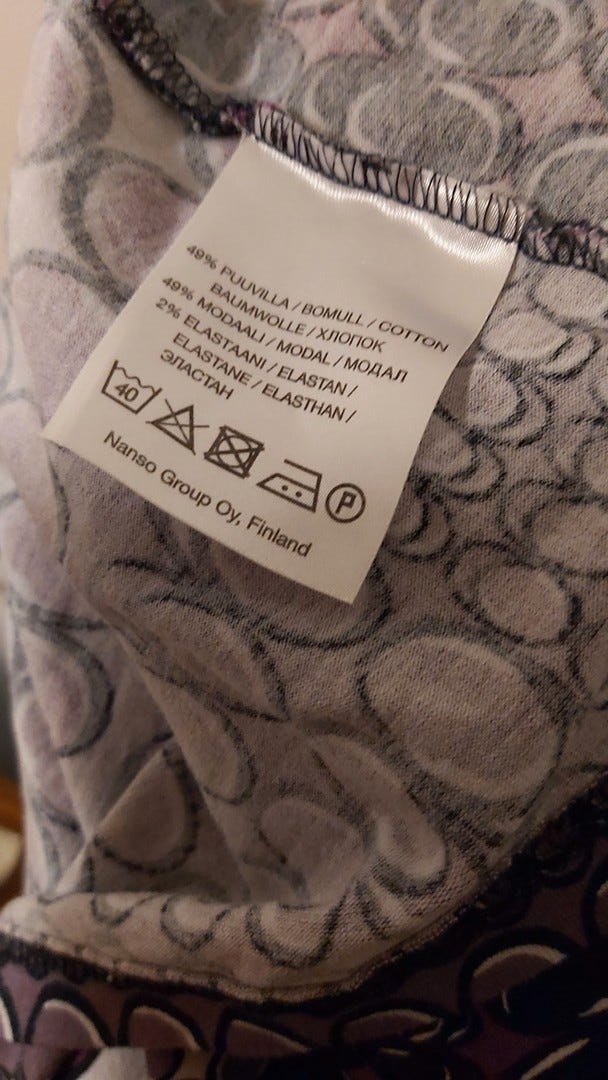 49% PUUVILLA / BOMULL / COTTON
BAUMWOLLE / ХЛОПОК
49% MODAALI / MODAL / МОДАЛ
2% ELASTAANI / ELASTAN /
ELASTANE / ELASTHAN /
ЭЛАСТАН
40 P
Nanso Group Oy, Finland